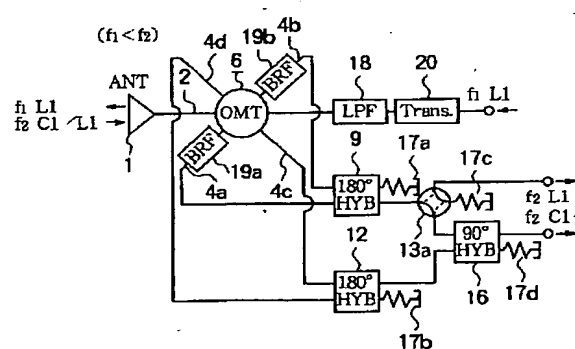 (f1<f2)
4d
6
19b
4b
BRF
ANT
2
18
20
f1 L1
f2 C1/L1
OMT
LPF
Trans.
f1 L1
1
BRF
19a
4a
4c
9
17a
17c
180°
HYB
f2 L1
f2 C1
12
13a
90°
HYB
180°
HYB
16
17d
17b